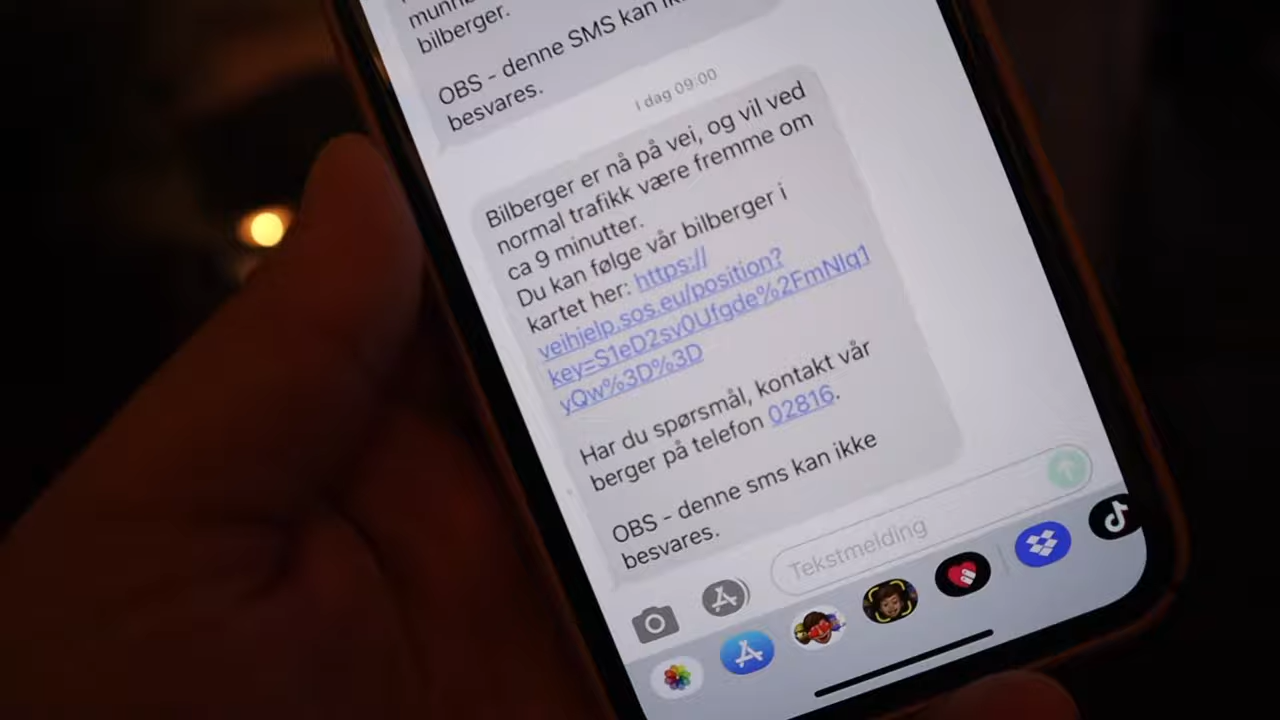 bilberger.
OBS - denne SMS kan
besvares.
I dag 09:00
Bilberger er nå på vei, og vil ved
normal trafikk være fremme om
ca 9 minutter.
Du kan følge vår bilberger i
kartet her: https://
veihjelp.sos.eu/position?
key=S1eD2sv0Ufgde%2FmNIq1
yQw%3D%3D
Har du spørsmål, kontakt vår
berger på telefon 02816.
OBS - denne sms kan ikke
besvares.
Tekstmelding